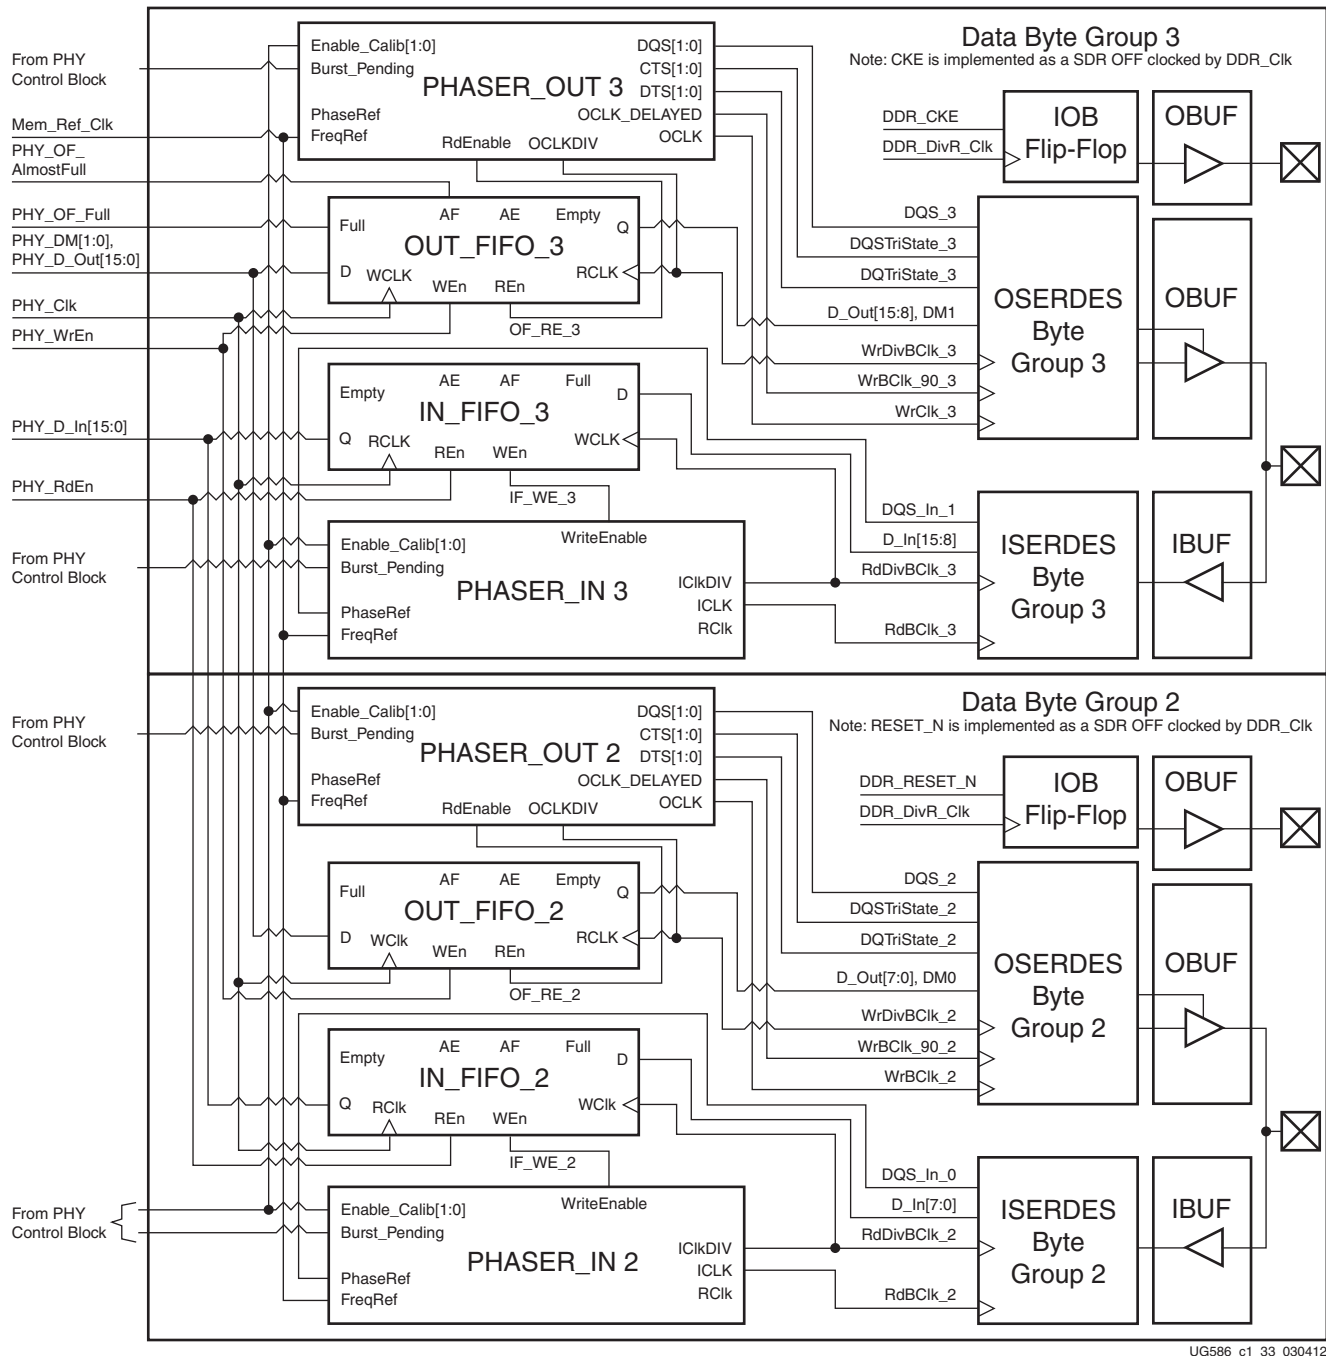 Data Byte Group 3
Note: CKE is implemented as a SDR OFF clocked by DDR_Clk
From PHY
Control Block
Mem_Ref_Clk
PHY_OF_
AlmostFull
PHY_OF_Full
PHY_DM[1:0],
PHY_D_Out[15:0]
PHY_Clk
PHY_WrEn
PHY_D_In[15:0]
PHY_RdEn
From PHY
Control Block
Enable_Calib[1:0]
Burst_Pending
PHASER_OUT 3
PhaseRef
FreqRef
RdEnable
OCLKDIV
DQS[1:0]
CTS[1:0]
DTS[1:0]
OCLK_DELAYED
OCLK
DDR_CKE
DDR_DivR_Clk
IOB
Flip-Flop
OBUF
Full
AF
AE
Empty
Q
OUT_FIFO_3
D
WCLK
WEn
REn
RCLK
OF_RE_3
DQS_3
DQSTriState_3
DQTriState_3
D_Out[15:8], DM1
WrDivBClk_3
WrBClk_90_3
WrClk_3
OSERDES
Byte
Group 3
OBUF
Empty
AE
AF
Full
D
IN_FIFO_3
Q
RCLK
REn
WEn
WCLK
IF_WE_3
Enable_Calib[1:0]
Burst_Pending
WriteEnable
PHASER_IN 3
PhaseRef
FreqRef
IClkDIV
ICLK
RClk
DQS_In_1
D_In[15:8]
RdDivBClk_3
RdBClk_3
ISERDES
Byte
Group 3
IBUF
Data Byte Group 2
Note: RESET_N is implemented as a SDR OFF clocked by DDR_Clk
From PHY
Control Block
Enable_Calib[1:0]
Burst_Pending
PHASER_OUT 2
PhaseRef
FreqRef
RdEnable
OCLKDIV
DQS[1:0]
CTS[1:0]
DTS[1:0]
OCLK_DELAYED
OCLK
DDR_RESET_N
DDR_DivR_Clk
IOB
Flip-Flop
OBUF
Full
AF
AE
Empty
Q
OUT_FIFO_2
D
WClk
WEn
REn
RCLK
OF_RE_2
DQS_2
DQSTriState_2
DQTriState_2
D_Out[7:0], DM0
WrDivBClk_2
WrBClk_90_2
WrBClk_2
OSERDES
Byte
Group 2
OBUF
Empty
AE
AF
Full
D
IN_FIFO_2
Q
RClk
REn
WEn
WClk
IF_WE_2
From PHY
Control Block
Enable_Calib[1:0]
Burst_Pending
WriteEnable
PHASER_IN 2
PhaseRef
FreqRef
IClkDIV
ICLK
RClk
DQS_In_0
D_In[7:0]
RdDivBClk_2
RdBClk_2
ISERDES
Byte
Group 2
IBUF
UG586_c1_33_030412